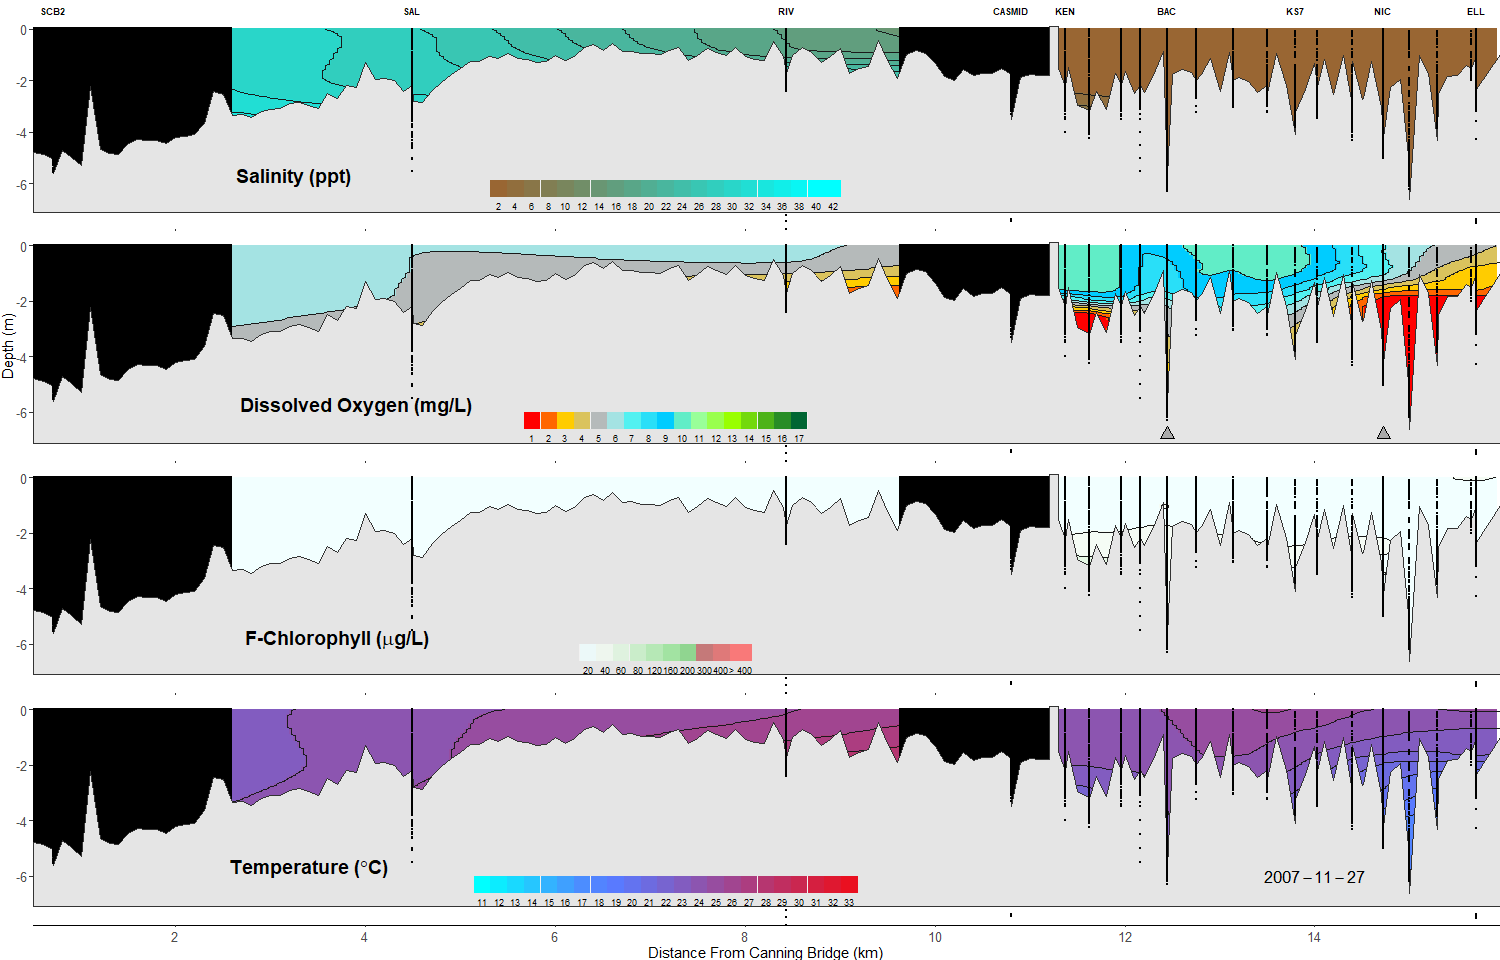 SCB2 SAL RIV CASMID KEN BAC KS7 NIC ELL
0
-2
-4
-6
Salinity (ppt)
2 4 6 8 10 12 14 16 18 20 22 24 26 28 30 32 34 36 38 40 42
0
-2
-4
-6
Depth (m)
Dissolved Oxygen (mg/L)
1 2 3 4 5 6 7 8 9 10 11 12 13 14 15 16 17
0
-2
-4
-6
F-Chlorophyll (μg/L)
20 40 60 80 120 160 200 300 400 > 400
0
-2
-4
-6
Temperature (°C)
2007 – 11 – 27
11 12 13 14 15 16 17 18 19 20 21 22 23 24 25 26 27 28 29 30 31 32 33
2 4 6 8 10 12 14
Distance From Canning Bridge (km)